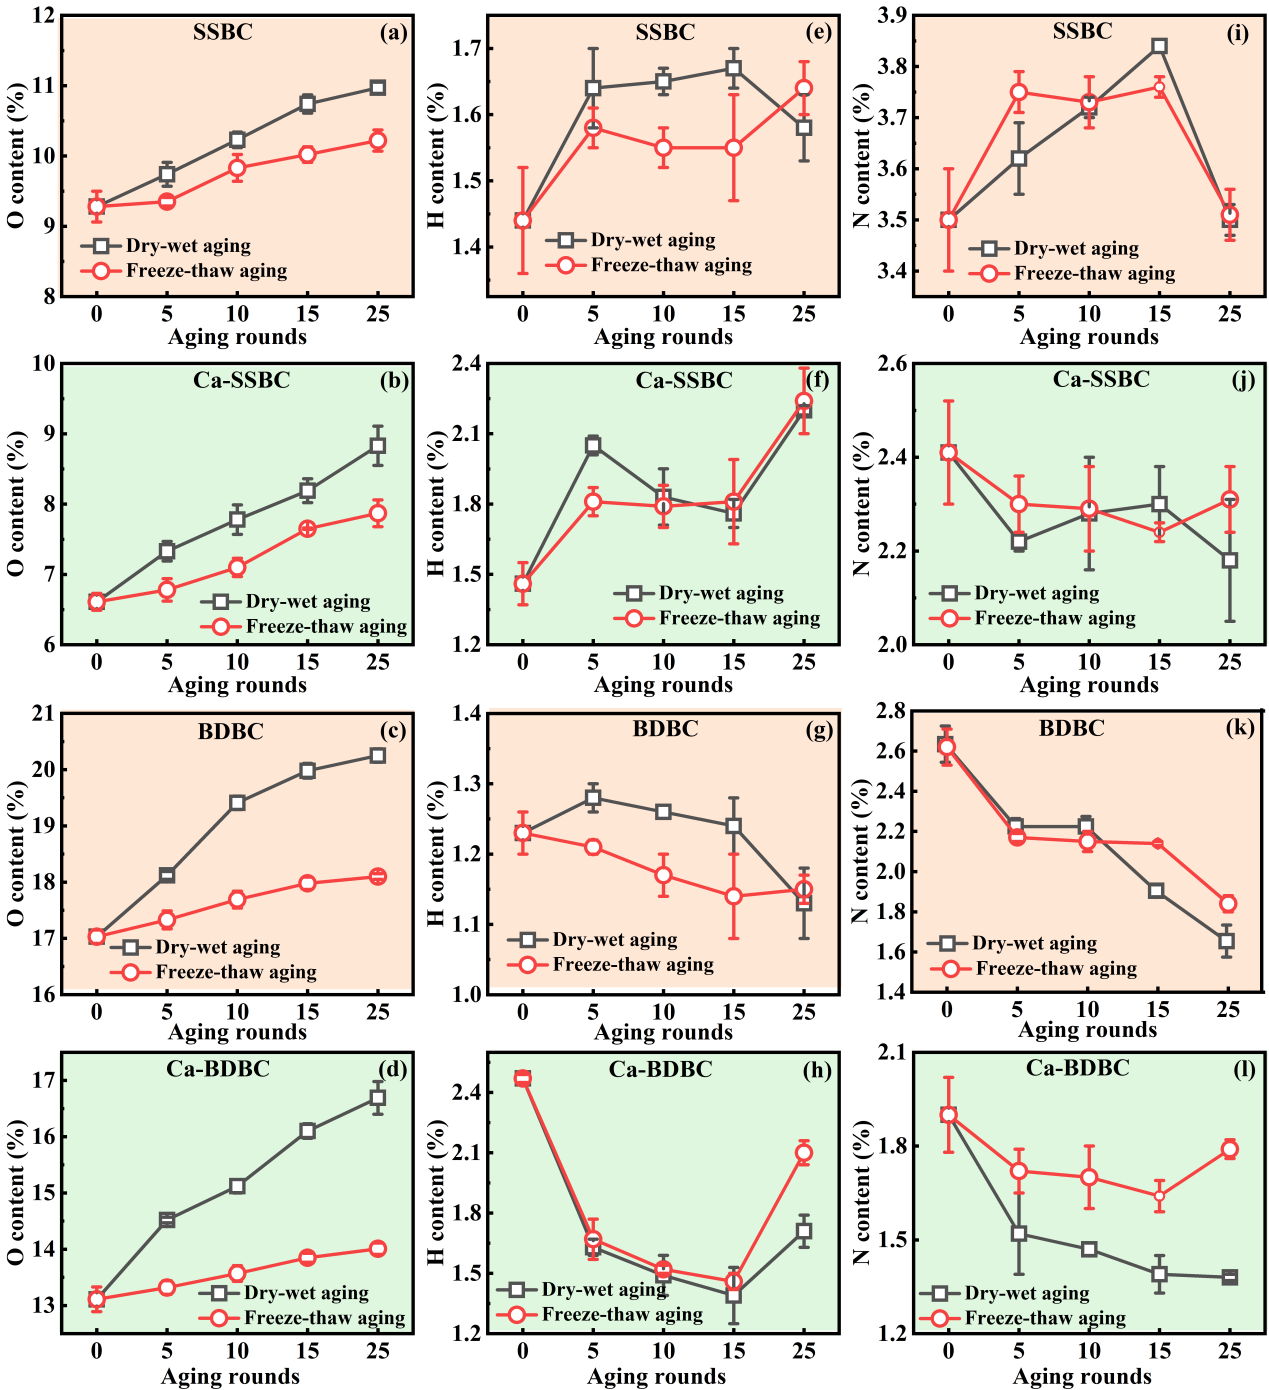 SSBC
(a)
O content (%)
12
11
10
9
8
Dry-wet aging
Freeze-thaw aging
0 5 10 15 25
Aging rounds
SSBC
(e)
H content (%)
1.7
1.6
1.5
1.4
Dry-wet aging
Freeze-thaw aging
0 5 10 15 25
Aging rounds
SSBC
(i)
N content (%)
3.9
3.8
3.7
3.6
3.5
3.4
Dry-wet aging
Freeze-thaw aging
0 5 10 15 25
Aging rounds
Ca-SSBC
(b)
O content (%)
10
9
8
7
6
Dry-wet aging
Freeze-thaw aging
0 5 10 15 25
Aging rounds
Ca-SSBC
(f)
H content (%)
2.4
2.1
1.8
1.5
1.2
Dry-wet aging
Freeze-thaw aging
0 5 10 15 25
Aging rounds
Ca-SSBC
(j)
N content (%)
2.6
2.4
2.2
2.0
Dry-wet aging
Freeze-thaw aging
0 5 10 15 25
Aging rounds
BDBC
(c)
O content (%)
21
20
19
18
17
16
Dry-wet aging
Freeze-thaw aging
0 5 10 15 25
Aging rounds
BDBC
(g)
H content (%)
1.4
1.3
1.2
1.1
1.0
Dry-wet aging
Freeze-thaw aging
0 5 10 15 25
Aging rounds
BDBC
(k)
N content (%)
2.8
2.6
2.4
2.2
2.0
1.8
1.6
1.4
Dry-wet aging
Freeze-thaw aging
0 5 10 15 25
Aging rounds
Ca-BDBC
(d)
O content (%)
17
16
15
14
13
Dry-wet aging
Freeze-thaw aging
0 5 10 15 25
Aging rounds
Ca-BDBC
(h)
H content (%)
2.4
2.1
1.8
1.5
1.2
Dry-wet aging
Freeze-thaw aging
0 5 10 15 25
Aging rounds
Ca-BDBC
(l)
N content (%)
2.1
1.8
1.5
1.2
Dry-wet aging
Freeze-thaw aging
0 5 10 15 25
Aging rounds